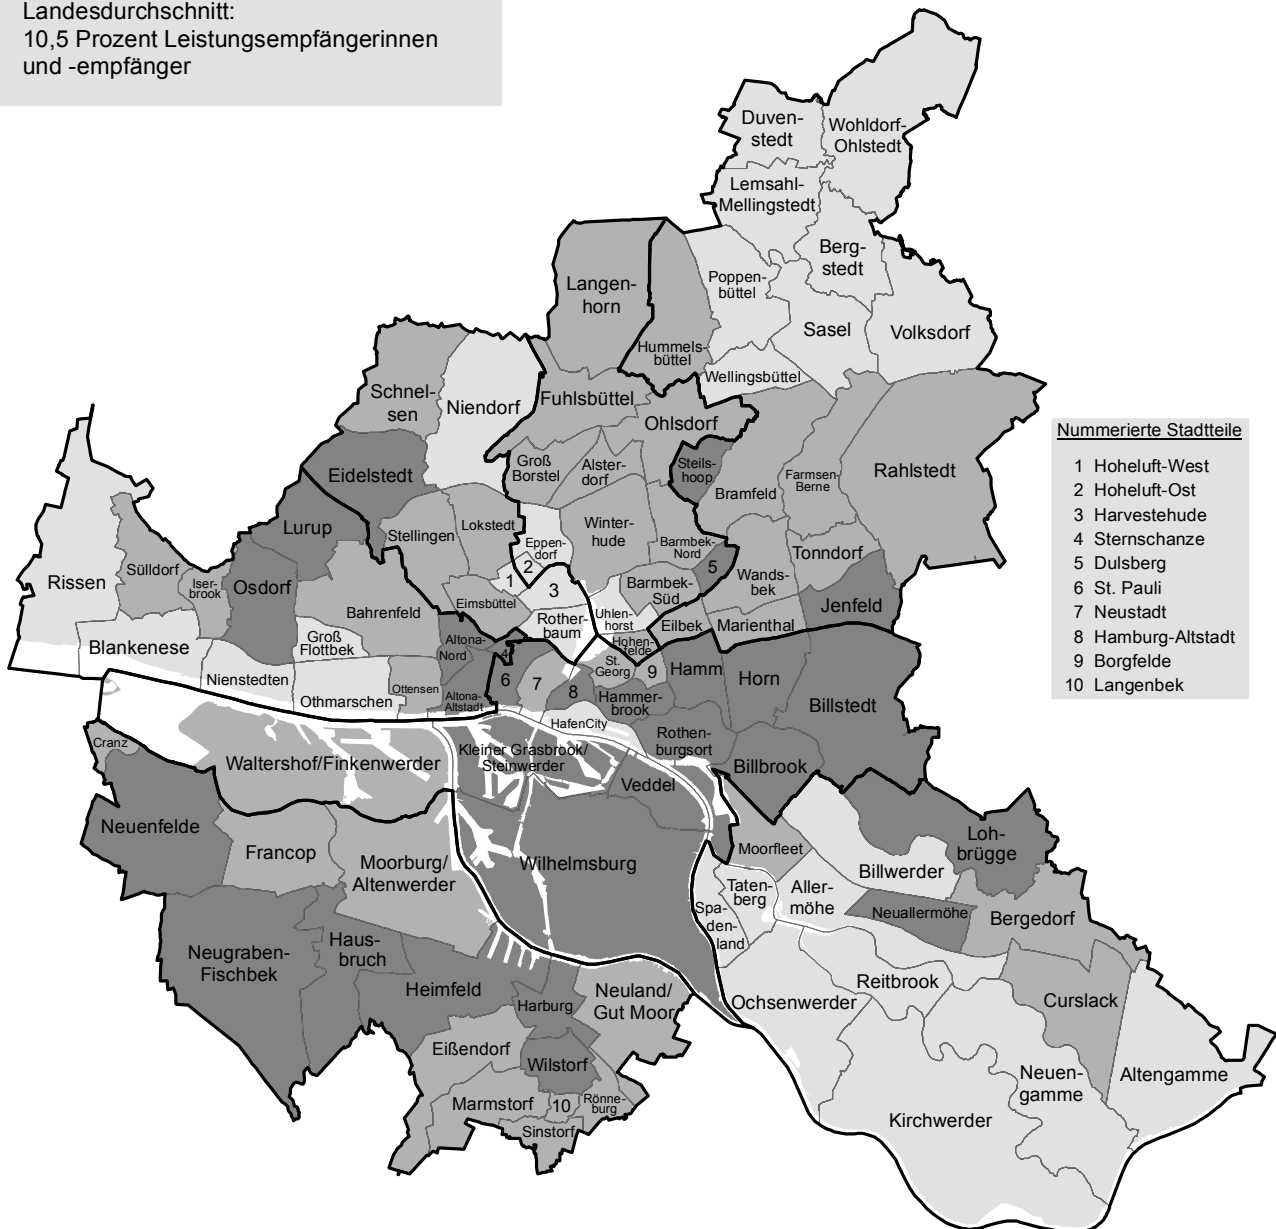 Landesdurchschnitt:
10,5 Prozent Leistungsempfängerinnen
und -empfänger
Duven-
stedt
Wohldorf-
Ohlstedt
Lemsahl-
Mellingstedt
Berg-
stedt
Poppen-
büttel
Sasel
Volksdorf
Wellingsbüttel
Langen-
horn
Hummels-
büttel
Schnel-
sen
Niendorf
Fuhlsbüttel
Ohlsdorf
Eidelstedt
Groß
Borstel
Alster-
dorf
Steils-
hoop
Bramfeld
Farmsen-
Berne
Rahlstedt
Nummerierte Stadtteile
1 Hoheluft-West
2 Hoheluft-Ost
3 Harvestehude
4 Sternschanze
5 Dulsberg
6 St. Pauli
7 Neustadt
8 Hamburg-Altstadt
9 Borgfelde
10 Langenbek
Lurup
Stellingen
Lokstedt
Eppen-
dorf
Winter-
hude
Barmbek-
Nord
5
Tonndorf
Wands-
bek
Jenfeld
Rissen
Sülldorf
Iser-
brook
Osdorf
Bahrenfeld
Eimsbüttel
1
2
3
Barmbek-
Süd
Uhlen-
horst
Rother-
baum
Eilbek
Marienthal
Blankenese
Groß
Flottbek
Nienstedten
Othmarschen
Ottensen
Altona-
Nord
Altona-
Altstadt
4
6
7
8
St.
Georg
Hohen-
felde
9
Hamm
Horn
Billstedt
Hammer-
brook
HafenCity
Rothen-
burgsort
Billbrook
Cranz
Waltershof/Finkenwerder
Kleiner Grasbrook/
Steinwerder
Veddel
Neuenfelde
Francop
Moorburg/
Altenwerder
Wilhelmsburg
Moorfleet
Billwerder
Loh-
brügge
Taten-
berg
Aller-
möhe
Neuallermöhe
Bergedorf
Spa-
den-
land
Neugraben-
Fischbek
Haus-
bruch
Heimfeld
Harburg
Neuland/
Gut Moor
Ochsenwerder
Reitbrook
Curslack
Eißendorf
Wilstorf
Neuen-
gamme
Altengamme
Marmstorf
10
Rönne-
burg
Sinstorf
Kirchwerder